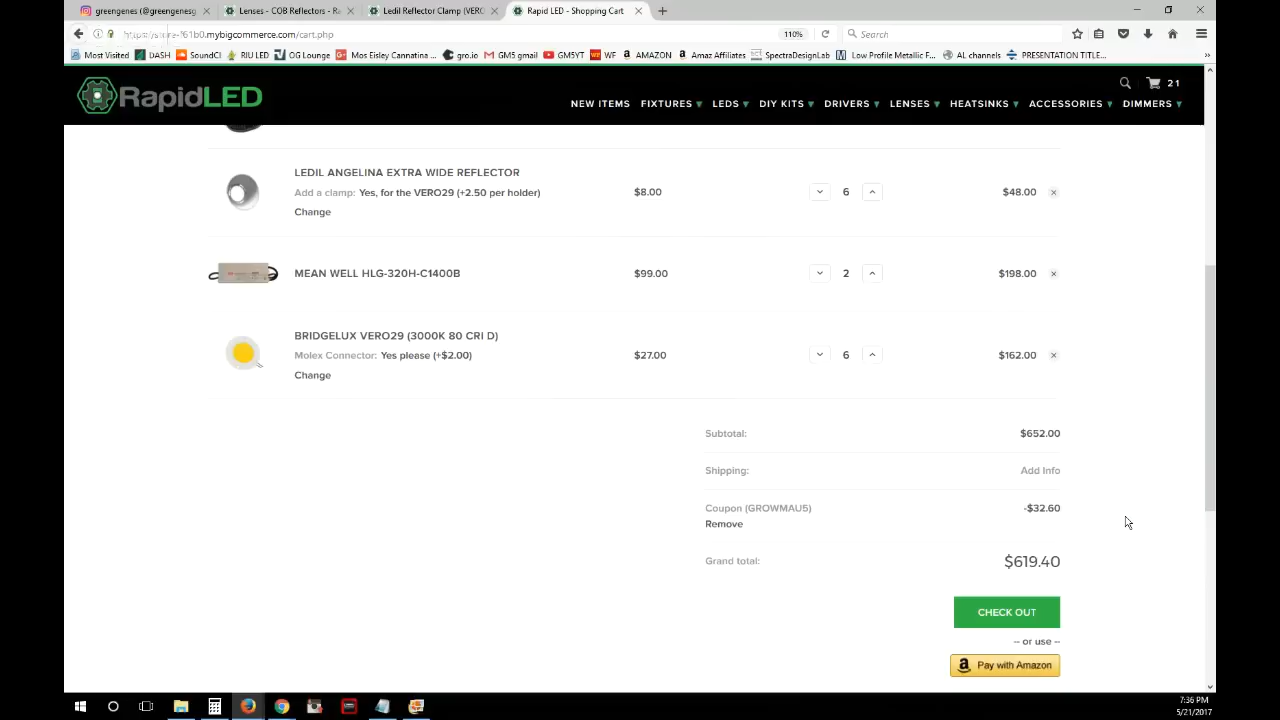 greengenes (@greengensg
Lenses - COB Reflectors - Ra
Ledil Reflector Clamp (VERO
Rapid LED - Shopping Cart
mybigcommerce.com/cart.php
110%
Search
Most Visited
DASH
SoundCl
RIU LED
OG Lounge
Mos Eisley Cannatina ...
gro.io
GM5 gmail
GM5YT
WF
AMAZON
Amaz Affiliates
SpectraDesignLab
Low Profile Metallic F...
AL channels
PRESENTATION TITLE...
RapidLED
21
NEW ITEMS FIXTURES LEDS DIY KITS DRIVERS LENSES HEATSINKS ACCESSORIES DIMMERS
LEDIL ANGELINA EXTRA WIDE REFLECTOR
Add a clamp: Yes, for the VERO29 (+2.50 per holder) $8.00 6 $48.00
Change
MEAN WELL HLG-320H-C1400B $99.00 2 $198.00
BRIDGELUX VERO29 (3000K 80 CRI D)
Molex Connector: Yes please (+$2.00) $27.00 6 $162.00
Change
Subtotal: $652.00
Shipping: Add Info
Coupon (GROWMAU5) -$32.60
Remove
Grand total: $619.40
CHECK OUT
-- or use --
Pay with Amazon
7:36 PM
5/21/2017